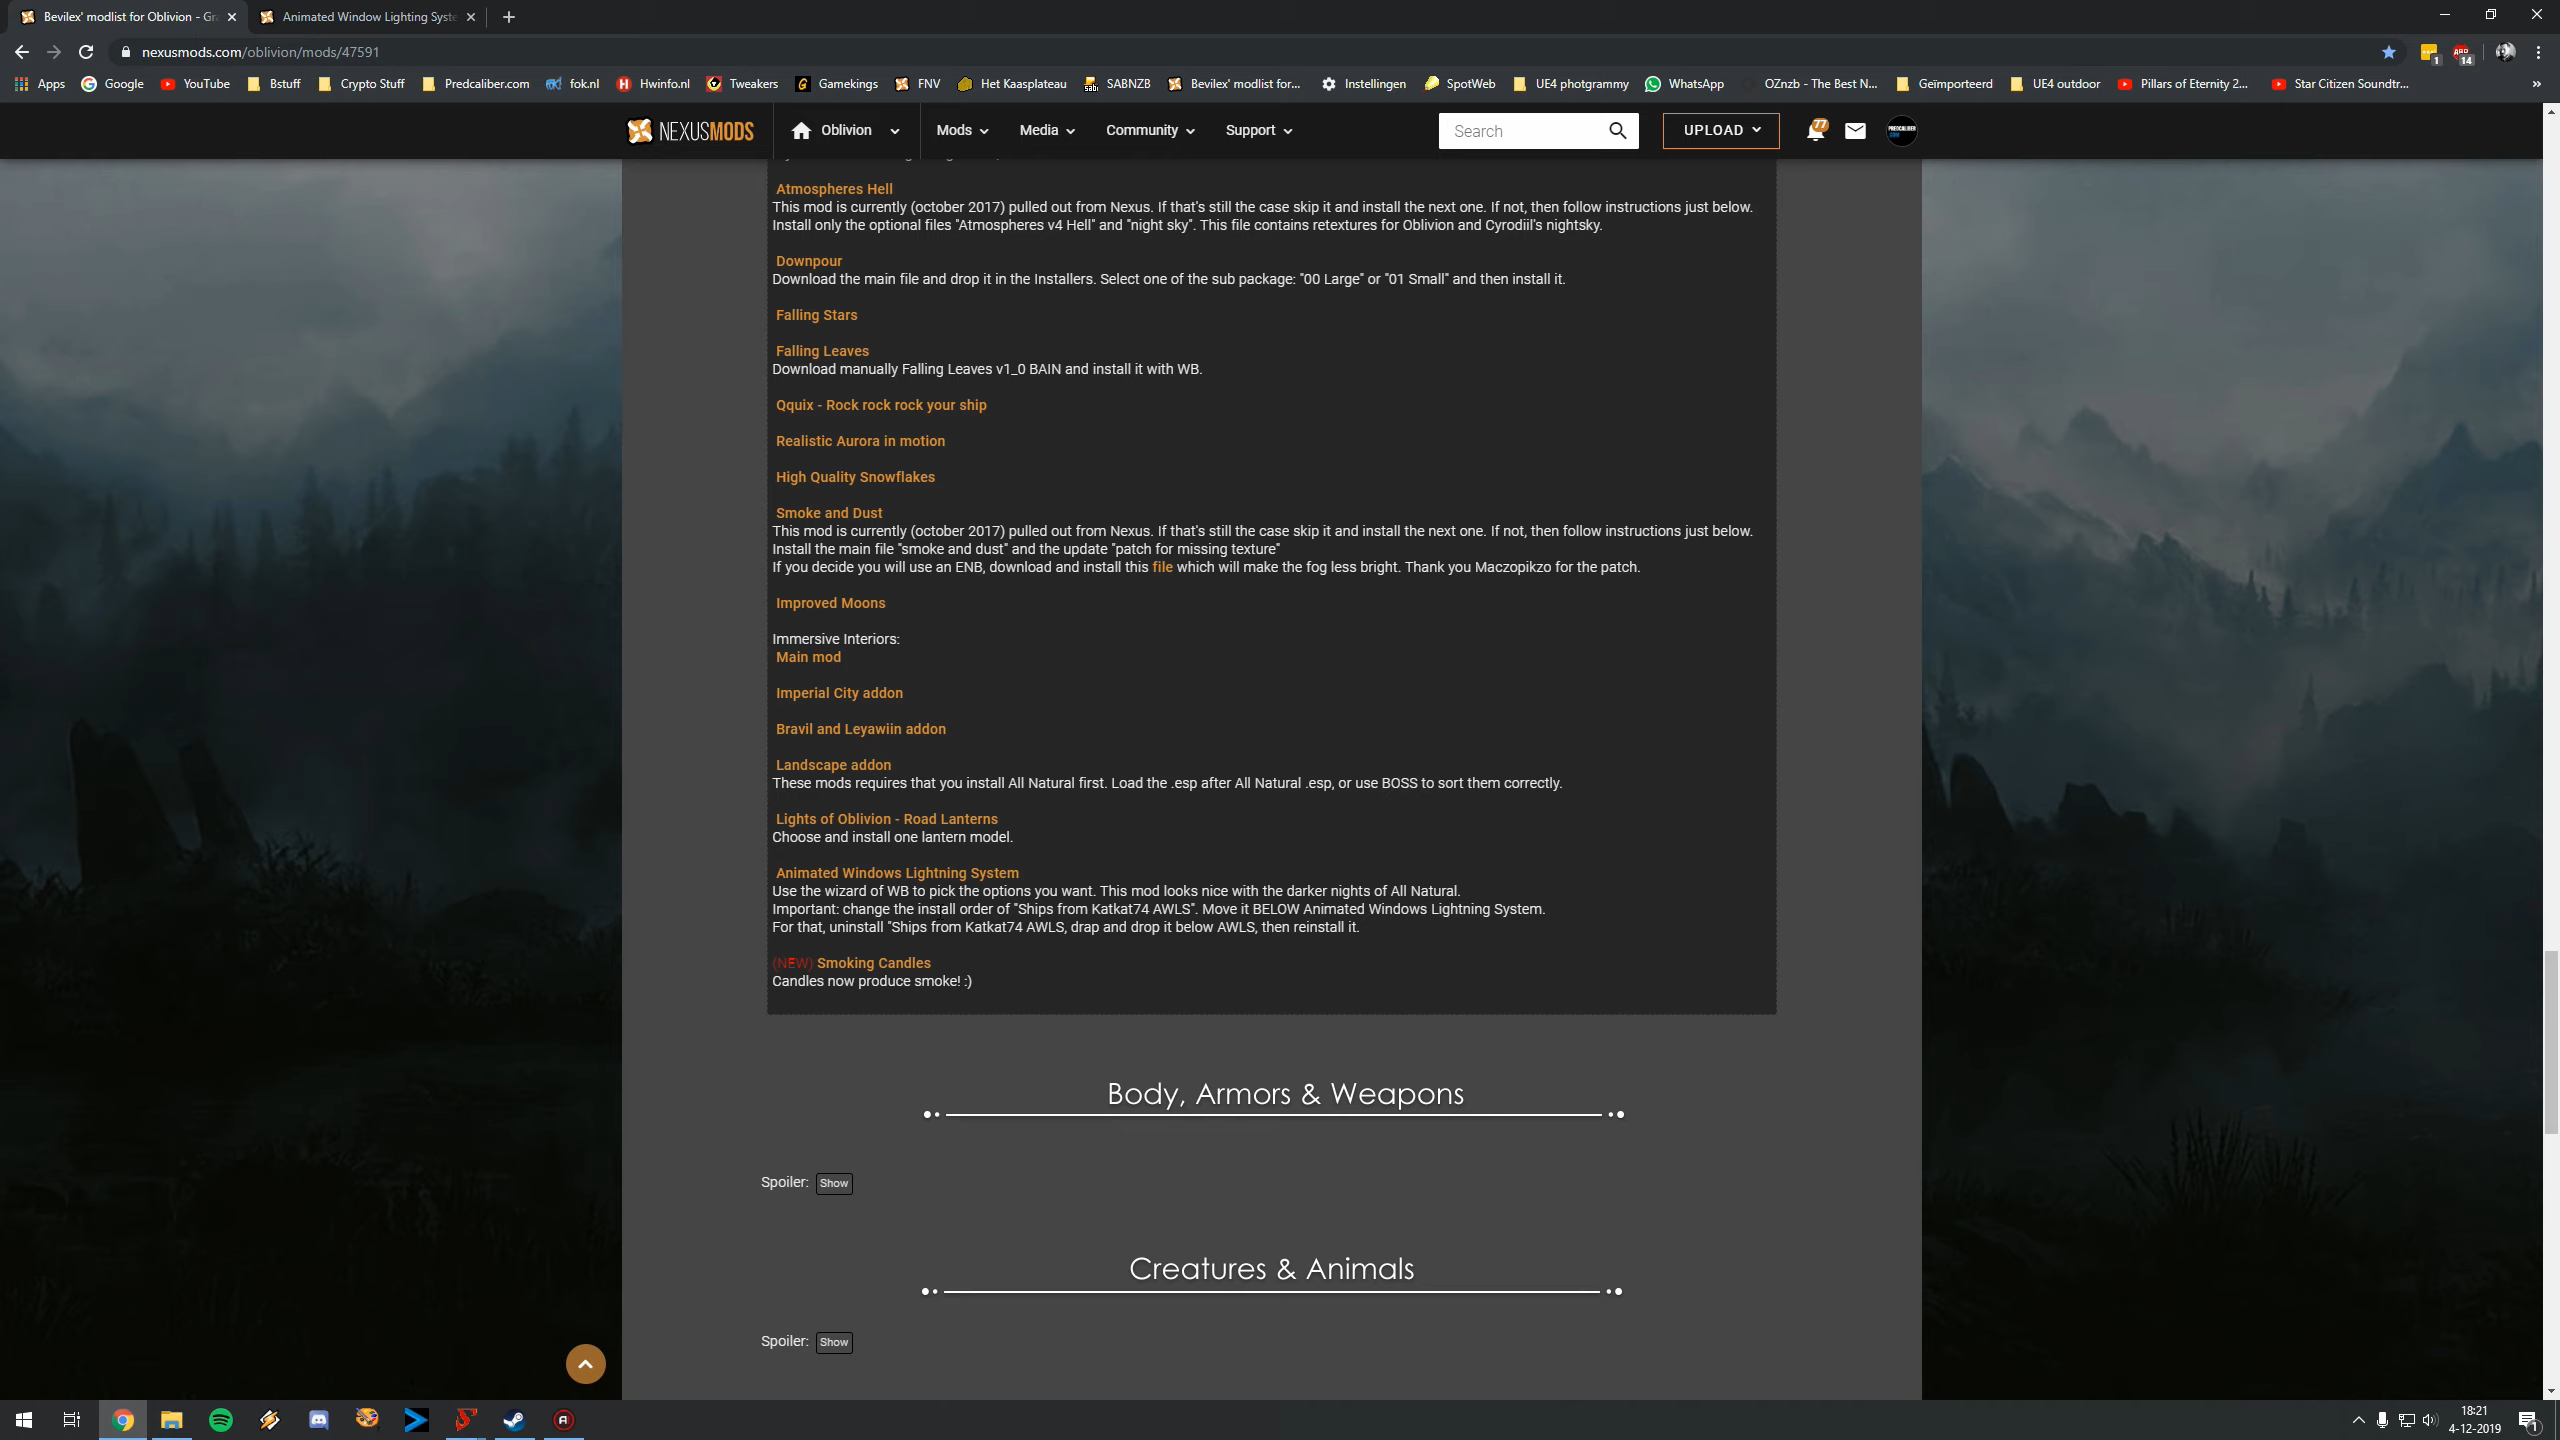 Bevilex' modlist for Oblivion - Gr
Animated Window Lighting Syste
nexusmods.com/oblivion/mods/47591
1
ABP
14
Apps
Google
YouTube
Bstuff
Crypto Stuff
Predcaliber.com
fok.nl
Hwinfo.nl
Tweakers
Gamekings
FNV
Het Kaasplateau
SABNZB
Bevilex' modlist for...
Instellingen
SpotWeb
UE4 photgrammy
WhatsApp
OZnzb - The Best N...
Geïmporteerd
UE4 outdoor
Pillars of Eternity 2...
Star Citizen Soundtr...
»
NEXUSMODS
Oblivion
Mods
Media
Community
Support
Search
UPLOAD
77
Atmospheres Hell
This mod is currently (october 2017) pulled out from Nexus. If that's still the case skip it and install the next one. If not, then follow instructions just below.
Install only the optional files "Atmospheres v4 Hell" and "night sky". This file contains retextures for Oblivion and Cyrodiil's nightsky.
Downpour
Download the main file and drop it in the Installers. Select one of the sub package: "00 Large" or "01 Small" and then install it.
Falling Stars
Falling Leaves
Download manually Falling Leaves v1_0 BAIN and install it with WB.
Qquix - Rock rock rock your ship
Realistic Aurora in motion
High Quality Snowflakes
Smoke and Dust
This mod is currently (october 2017) pulled out from Nexus. If that's still the case skip it and install the next one. If not, then follow instructions just below.
Install the main file "smoke and dust" and the update "patch for missing texture"
If you decide you will use an ENB, download and install this file which will make the fog less bright. Thank you Maczopikzo for the patch.
Improved Moons
Immersive Interiors:
Main mod
Imperial City addon
Bravil and Leyawiin addon
Landscape addon
These mods requires that you install All Natural first. Load the .esp after All Natural .esp, or use BOSS to sort them correctly.
Lights of Oblivion - Road Lanterns
Choose and install one lantern model.
Animated Windows Lightning System
Use the wizard of WB to pick the options you want. This mod looks nice with the darker nights of All Natural.
Important: change the install order of "Ships from Katkat74 AWLS". Move it BELOW Animated Windows Lightning System.
For that, uninstall "Ships from Katkat74 AWLS, drap and drop it below AWLS, then reinstall it.
(NEW) Smoking Candles
Candles now produce smoke! :)
Body, Armors & Weapons
Spoiler: Show
Creatures & Animals
Spoiler: Show
18:21
4-12-2019
1